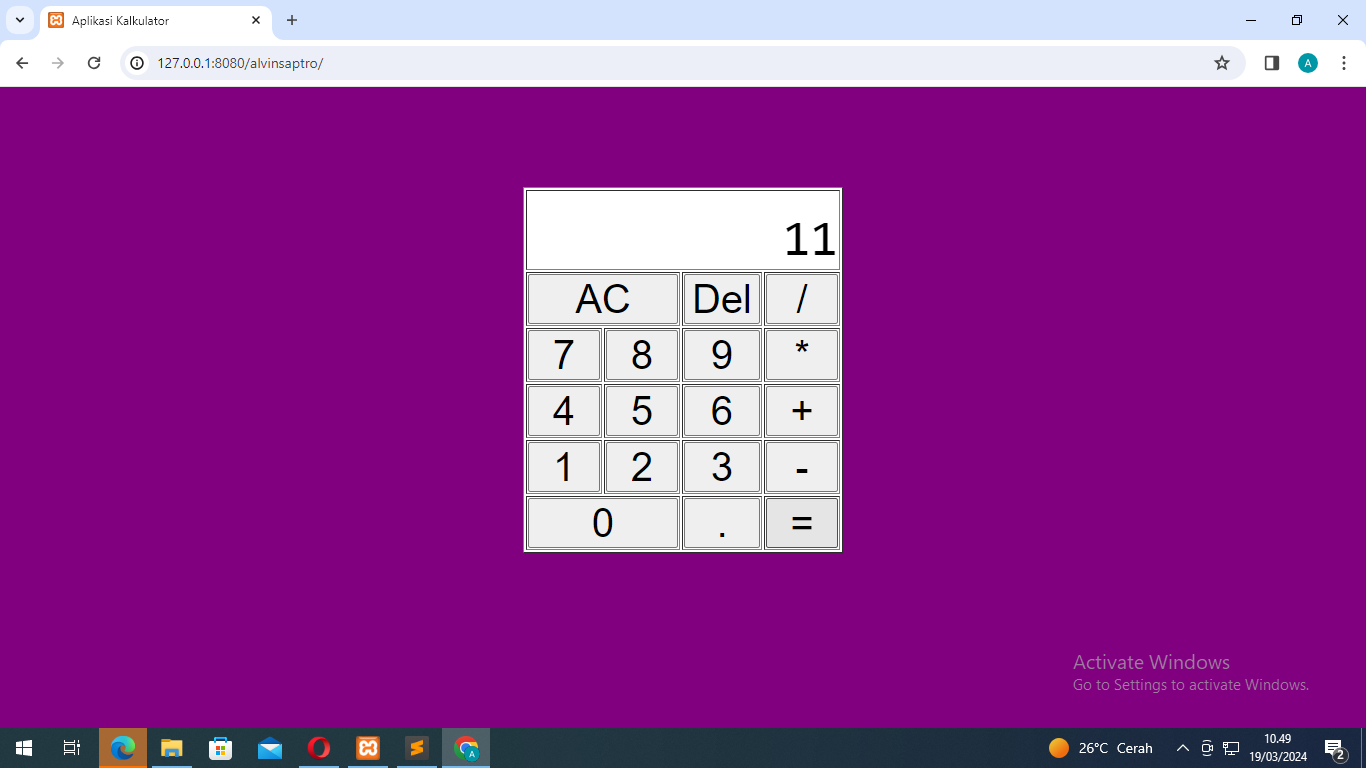 Aplikasi Kalkulator
127.0.0.1:8080/alvinsaptro/
A
11
AC Del /
7 8 9 *
4 5 6 +
1 2 3 -
0 . =
Activate Windows
Go to Settings to activate Windows.
A
26°C Cerah
10.49
19/03/2024
2